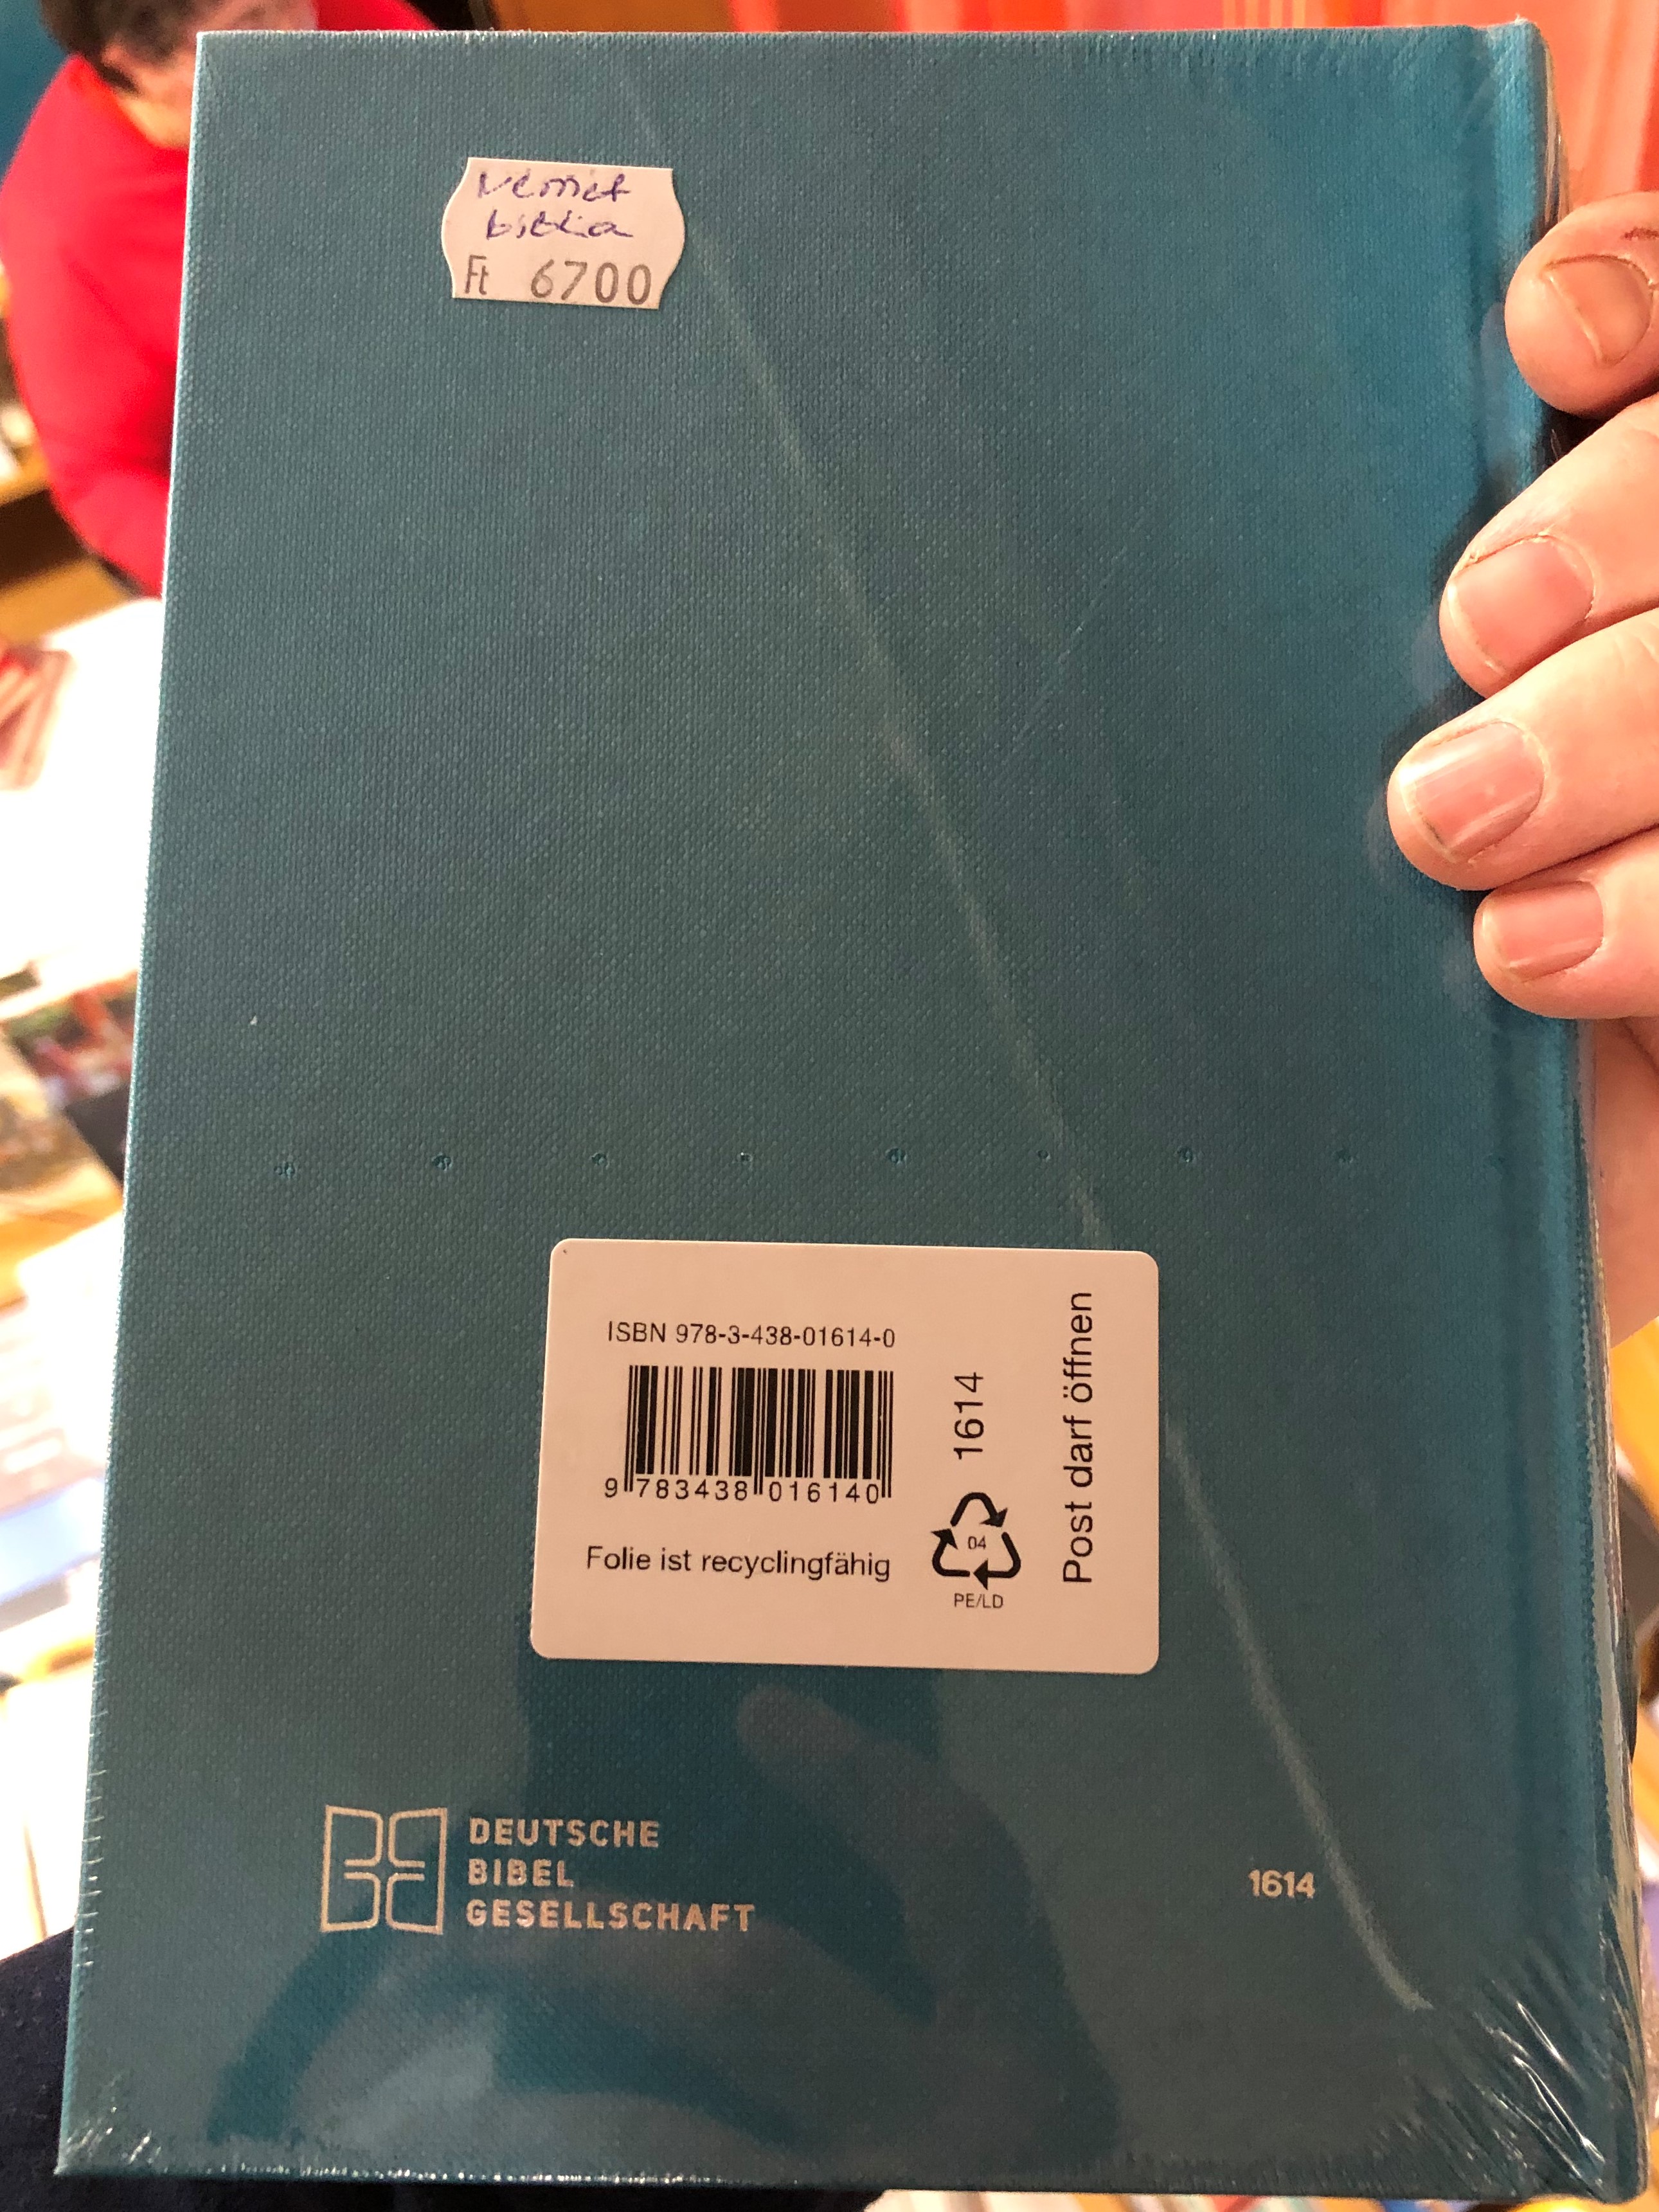 Német
biblia
Ft 6700
ISBN 978-3-438-01614-0
9 783438 016140
Folie ist recyclingfähig
1614
04
PE/LD
Post darf öffnen
DEUTSCHE
BIBEL
GESELLSCHAFT
1614